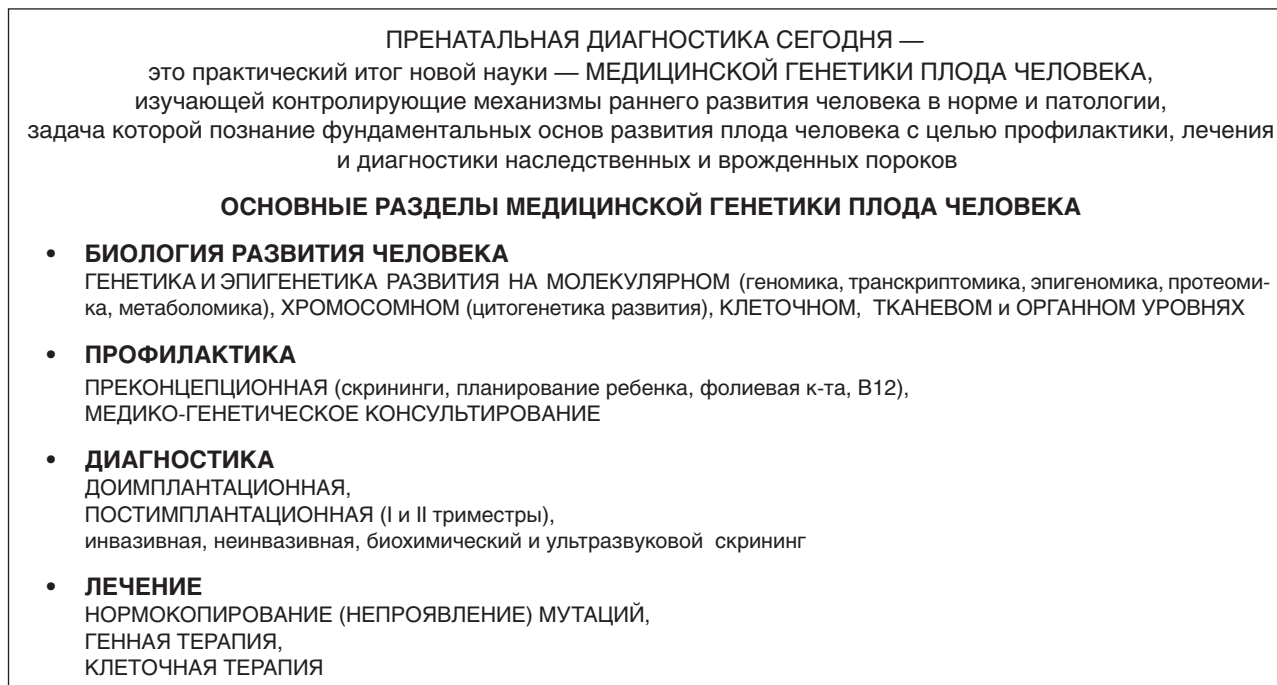 ПРЕНАТАЛЬНАЯ ДИАГНОСТИКА СЕГОДНЯ —
это практический итог новой науки — МЕДИЦИНСКОЙ ГЕНЕТИКИ ПЛОДА ЧЕЛОВЕКА,
изучающей контролирующие механизмы раннего развития человека в норме и патологии,
задача которой познание фундаментальных основ развития плода человека с целью профилактики, лечения
и диагностики наследственных и врожденных пороков
ОСНОВНЫЕ РАЗДЕЛЫ МЕДИЦИНСКОЙ ГЕНЕТИКИ ПЛОДА ЧЕЛОВЕКА
• БИОЛОГИЯ РАЗВИТИЯ ЧЕЛОВЕКА
ГЕНЕТИКА И ЭПИГЕНЕТИКА РАЗВИТИЯ НА МОЛЕКУЛЯРНОМ (геномика, транскриптомика, эпигеномика, протеоми-
ка, метаболомика), ХРОМОСОМНОМ (цитогенетика развития), КЛЕТОЧНОМ, ТКАНЕВОМ и ОРГАННОМ УРОВНЯХ
• ПРОФИЛАКТИКА
ПРЕКОНЦЕПЦИОННАЯ (скрининги, планирование ребенка, фолиевая к-та, В12),
МЕДИКО-ГЕНЕТИЧЕСКОЕ КОНСУЛЬТИРОВАНИЕ
• ДИАГНОСТИКА
ДОИМПЛАНТАЦИОННАЯ,
ПОСТИМПЛАНТАЦИОННАЯ (I и II триместры),
инвазивная, неинвазивная, биохимический и ультразвуковой скрининг
• ЛЕЧЕНИЕ
НОРМОКОПИРОВАНИЕ (НЕПРОЯВЛЕНИЕ) МУТАЦИЙ,
ГЕННАЯ ТЕРАПИЯ,
КЛЕТОЧНАЯ ТЕРАПИЯ